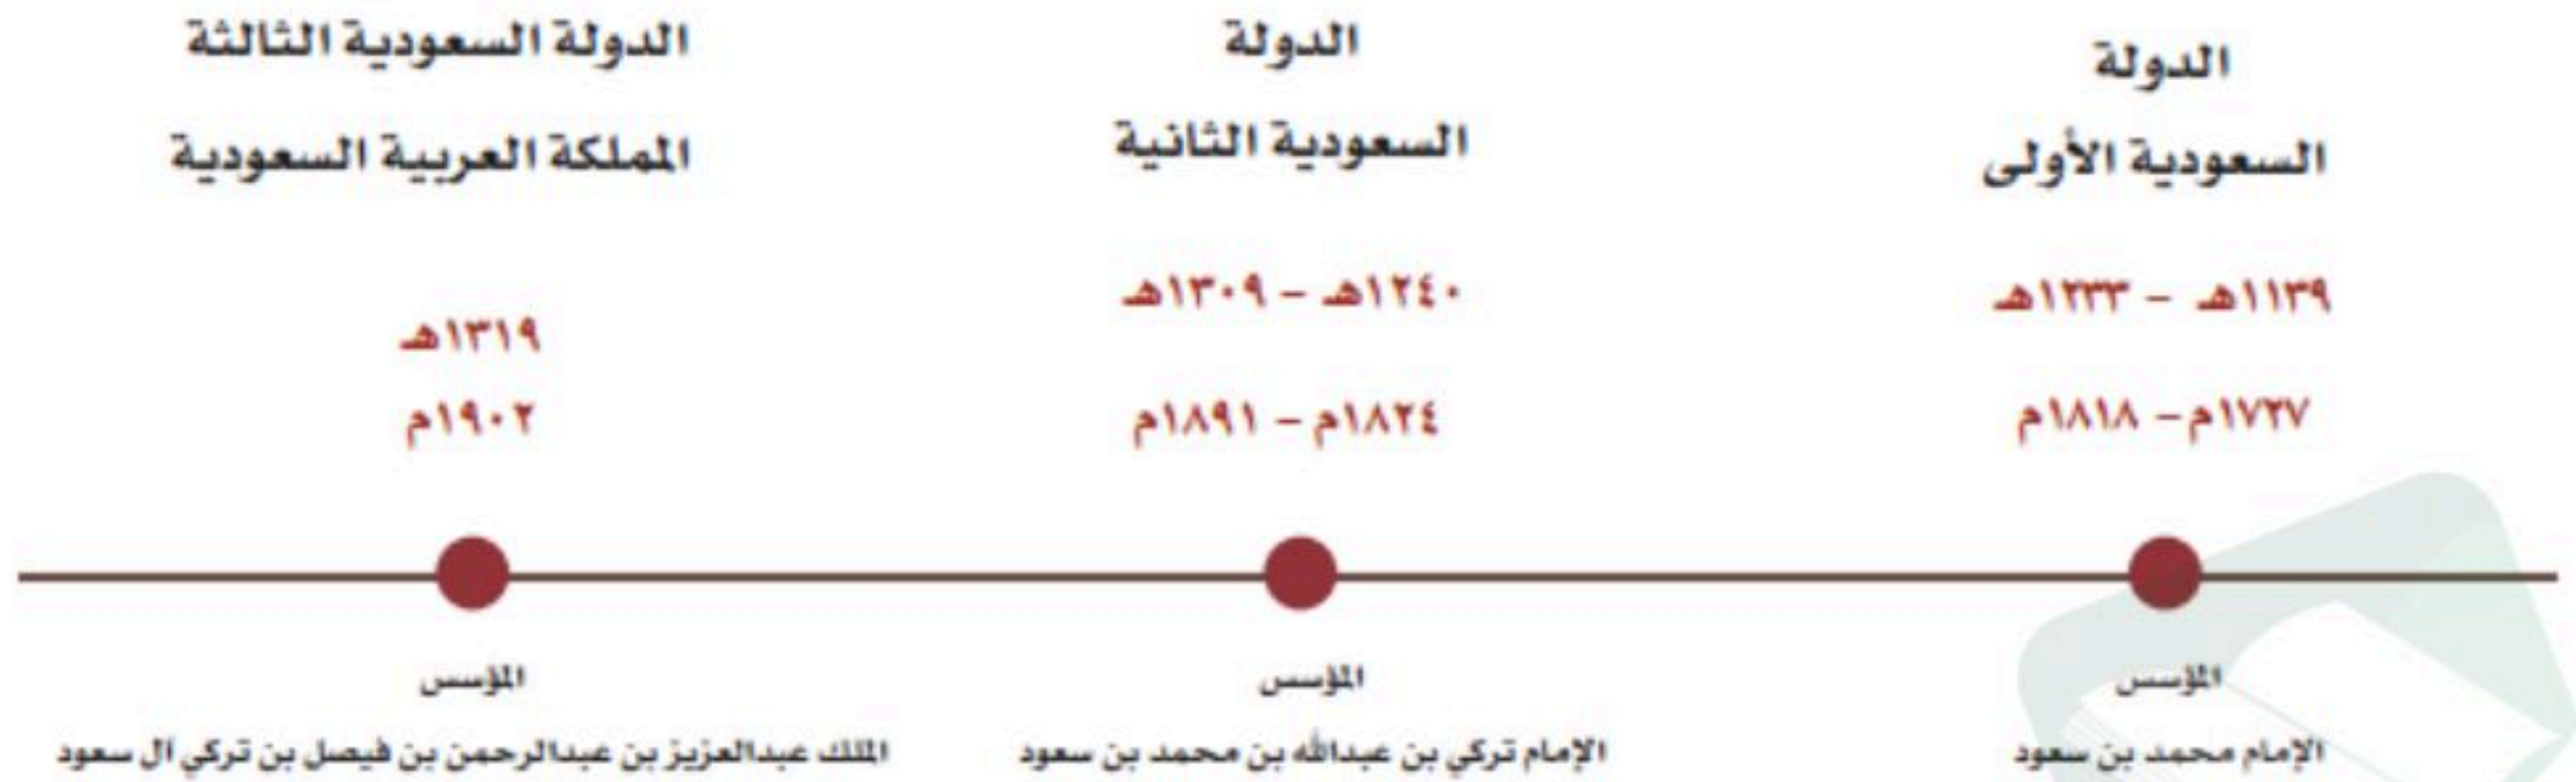 الدولة
السعودية الأولى
١١٣٩هـ - ١٢٣٣هـ
١٧٢٧م - ١٨١٨م
المؤسس
الإمام محمد بن سعود
الدولة
السعودية الثانية
١٢٤٠هـ - ١٣٠٩هـ
١٨٢٤م - ١٨٩١م
المؤسس
الإمام تركي بن عبدالله بن محمد بن سعود
الدولة السعودية الثالثة
المملكة العربية السعودية
١٣١٩هـ
١٩٠٢م
المؤسس
الملك عبدالعزيز بن عبدالرحمن بن فيصل بن تركي آل سعود